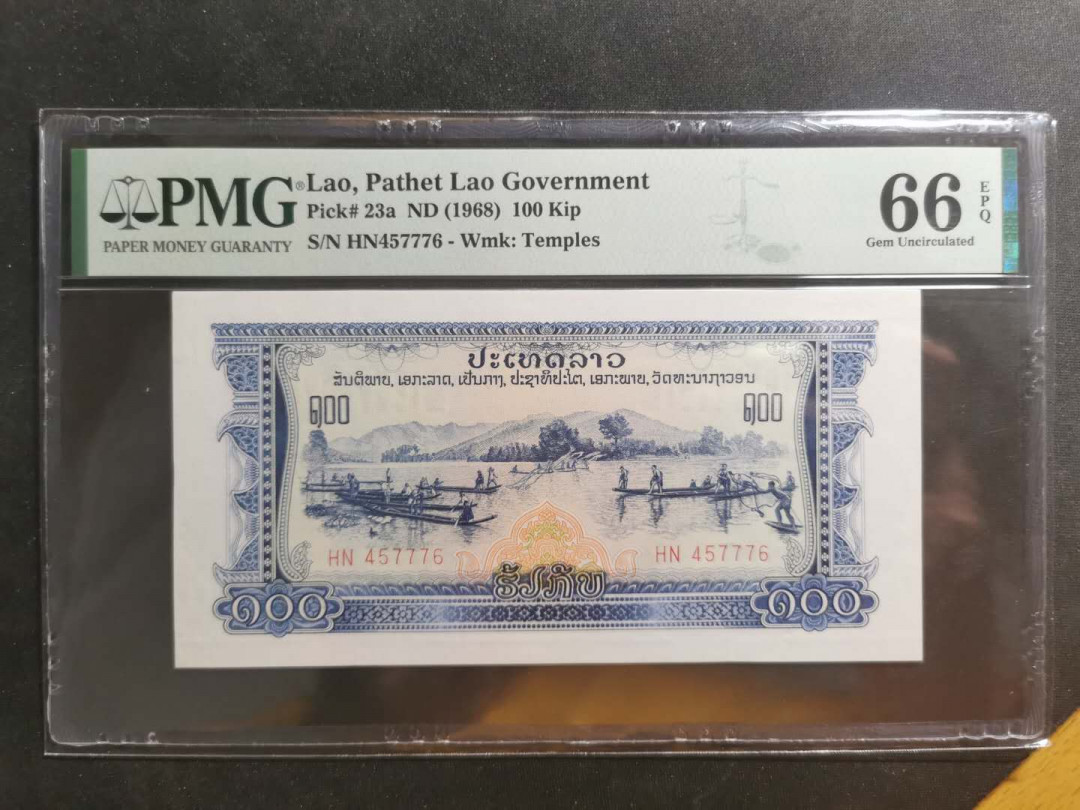 PMG® Lao, Pathet Lao Government
Pick# 23a ND (1968) 100 Kip
PAPER MONEY GUARANTY S/N HN457776 - Wmk: Temples
66 EPQ
Gem Uncirculated
ປະເທດລາວ
ສັນຕິພາບ, ເອກະລາດ, ເປັນກາງ, ປະຊາທິປະໄຕ, ເອກະພາບ, ວັດທະນາຖາວອນ
໑໐໐ ໑໐໐
HN 457776 HN 457776
ຮ້ອຍກີບ
໑໐໐ ໑໐໐